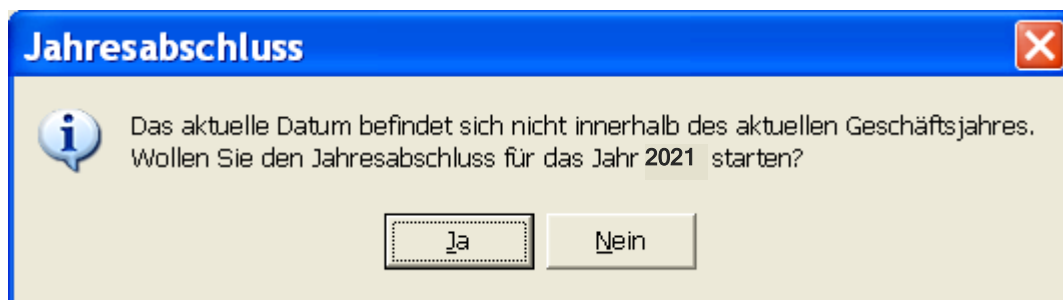 Jahresabschluss
Das aktuelle Datum befindet sich nicht innerhalb des aktuellen Geschäftsjahres.
Wollen Sie den Jahresabschluss für das Jahr 2021 starten?
Ja Nein